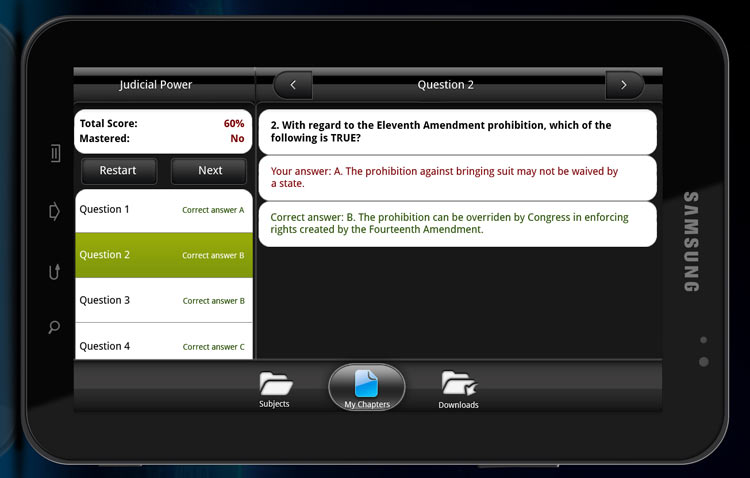 Judicial Power
Question 2
Total Score: 60%
Mastered: No
Restart Next
Question 1 Correct answer A
Question 2 Correct answer B
Question 3 Correct answer B
Question 4 Correct answer C
2. With regard to the Eleventh Amendment prohibition, which of the
following is TRUE?
Your answer: A. The prohibition against bringing suit may not be waived by
a state.
Correct answer: B. The prohibition can be overriden by Congress in enforcing
rights created by the Fourteenth Amendment.
Subjects My Chapters Downloads
SAMSUNG